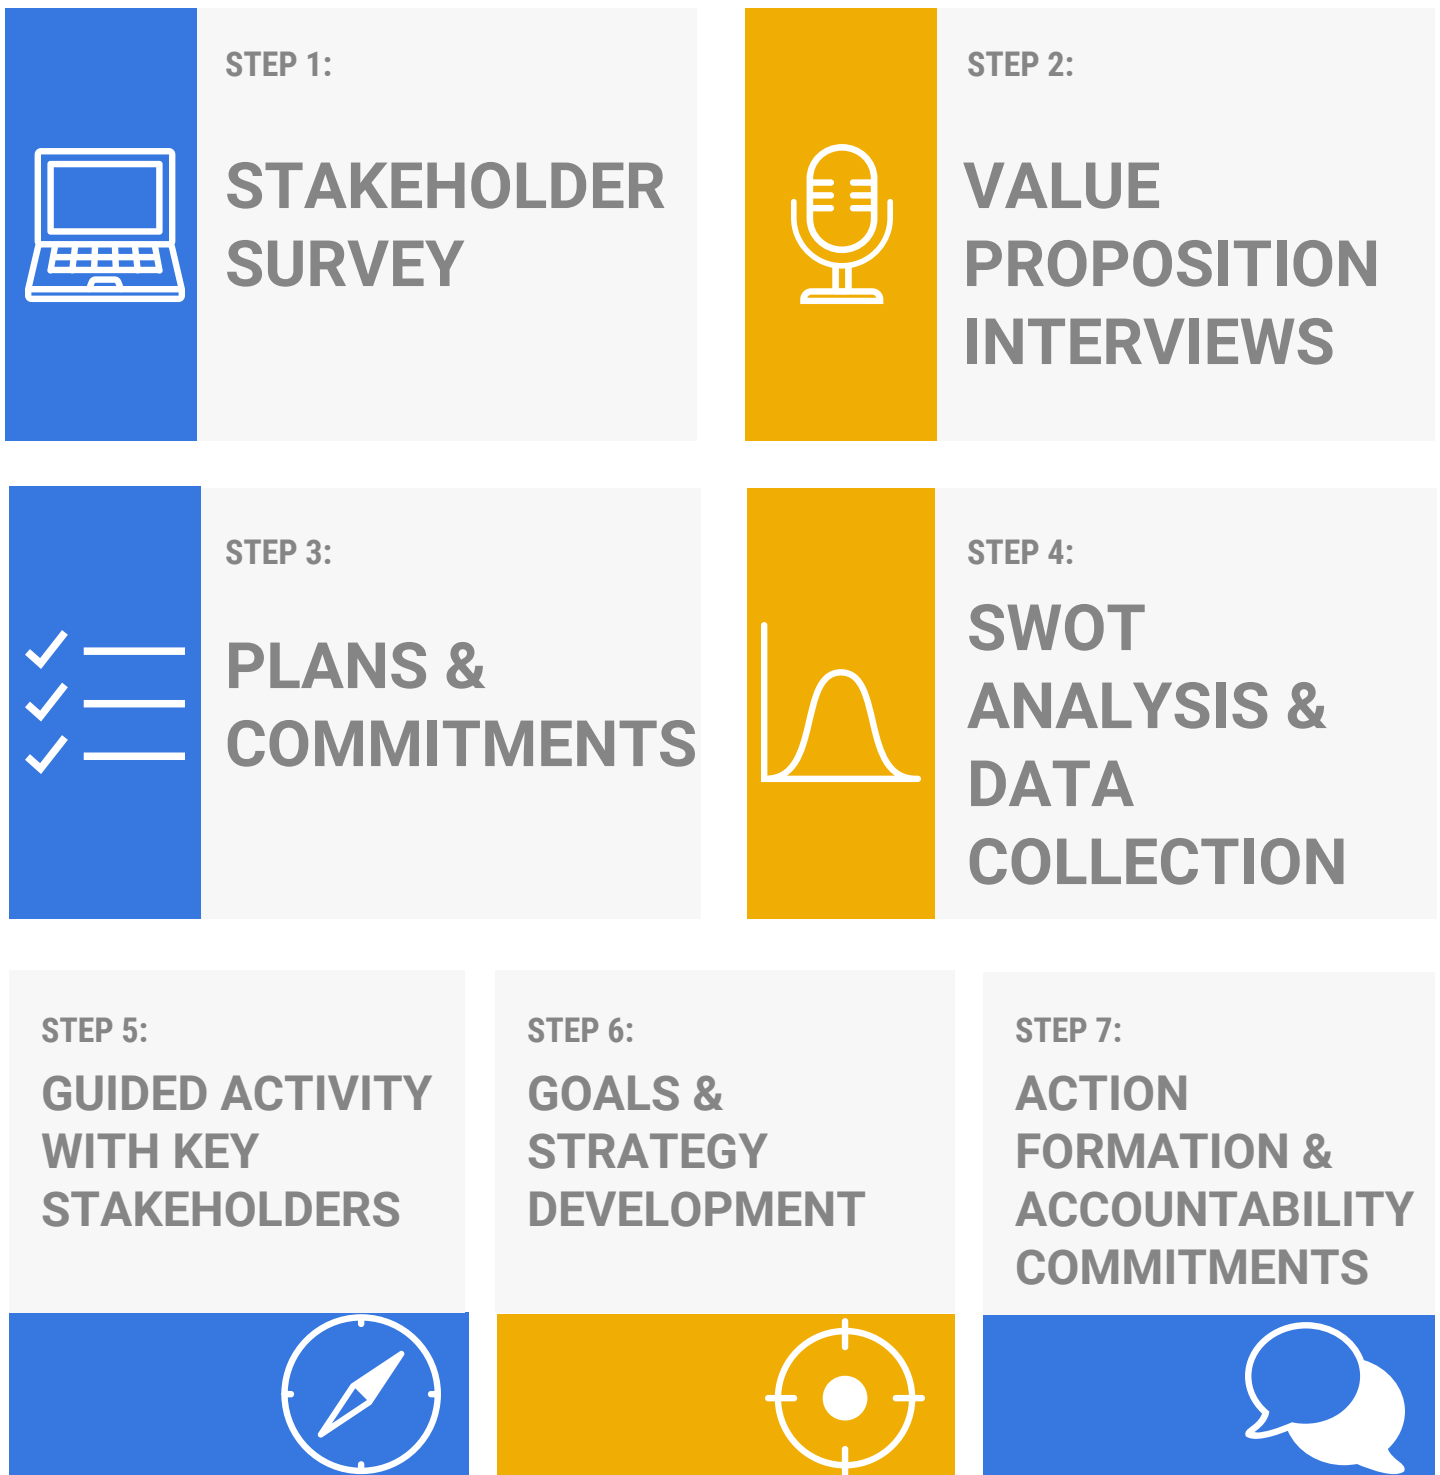 STEP 1:
STAKEHOLDER
SURVEY
STEP 2:
VALUE
PROPOSITION
INTERVIEWS
STEP 3:
PLANS &
COMMITMENTS
STEP 4:
SWOT
ANALYSIS &
DATA
COLLECTION
STEP 5:
GUIDED ACTIVITY
WITH KEY
STAKEHOLDERS
STEP 6:
GOALS &
STRATEGY
DEVELOPMENT
STEP 7:
ACTION
FORMATION &
ACCOUNTABILITY
COMMITMENTS